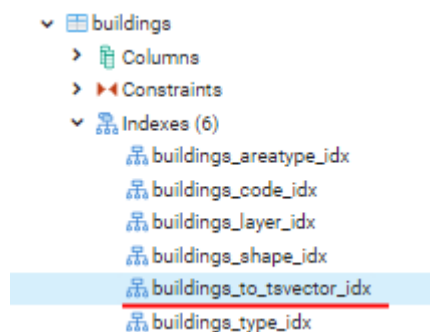 buildings
Columns
Constraints
Indexes (6)
buildings_areatype_idx
buildings_code_idx
buildings_layer_idx
buildings_shape_idx
buildings_to_tsvector_idx
buildings_type_idx